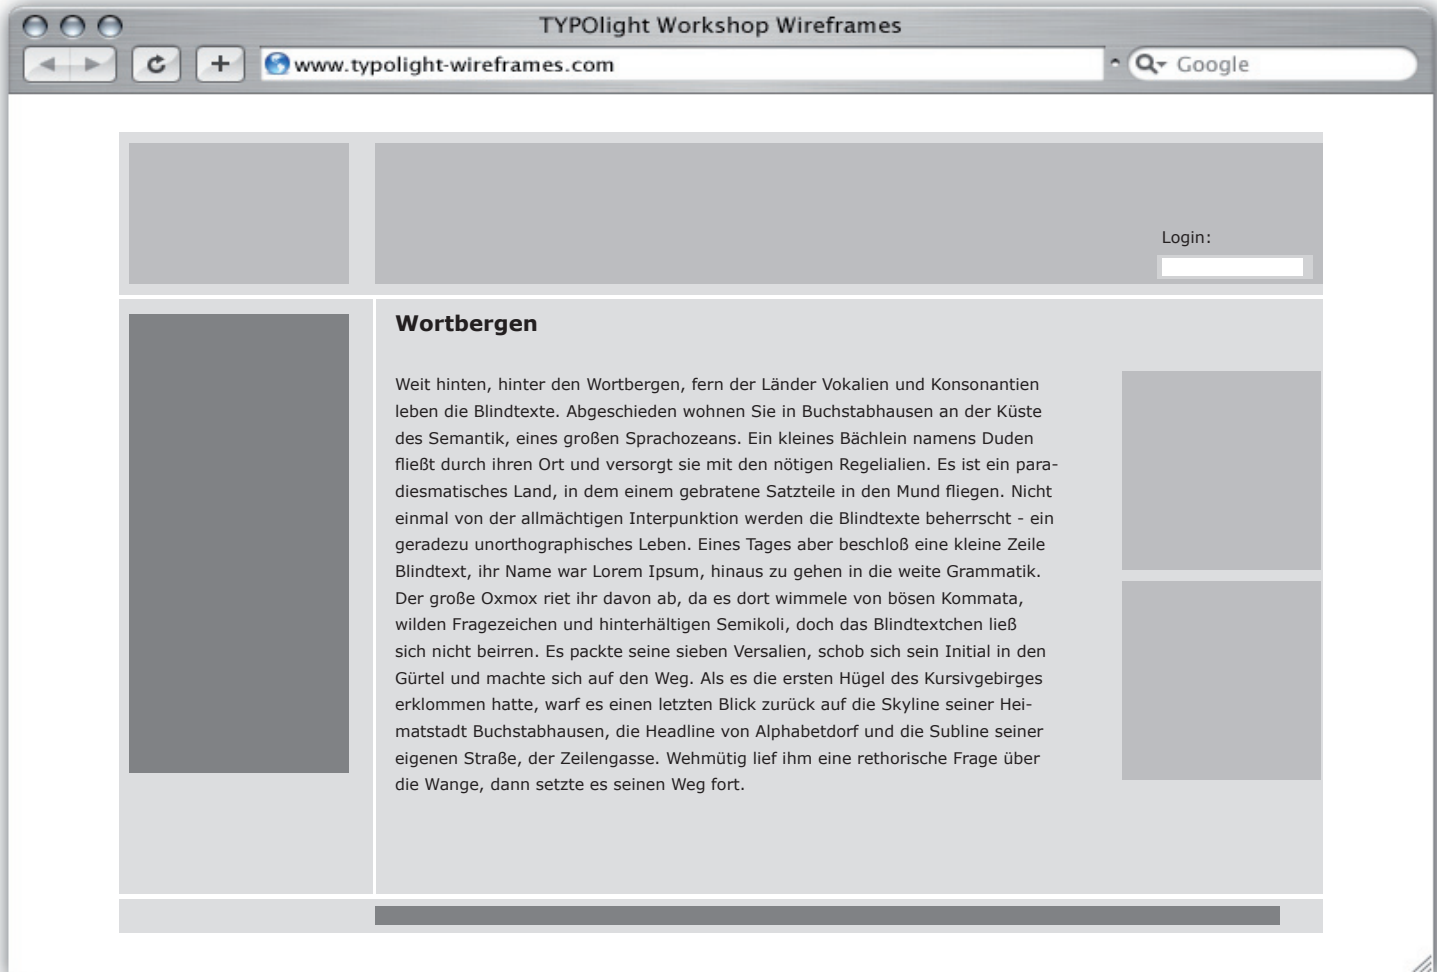 TYPOlight Workshop Wireframes
www.typolight-wireframes.com
Google
Login:
Wortbergen
Weit hinten, hinter den Wortbergen, fern der Länder Vokalien und Konsonantien
leben die Blindtexte. Abgeschieden wohnen Sie in Buchstabhausen an der Küste
des Semantik, eines großen Sprachozeans. Ein kleines Bächlein namens Duden
fließt durch ihren Ort und versorgt sie mit den nötigen Regelialien. Es ist ein para-
diesmatisches Land, in dem einem gebratene Satzteile in den Mund fliegen. Nicht
einmal von der allmächtigen Interpunktion werden die Blindtexte beherrscht - ein
geradezu unorthographisches Leben. Eines Tages aber beschloß eine kleine Zeile
Blindtext, ihr Name war Lorem Ipsum, hinaus zu gehen in die weite Grammatik.
Der große Oxmox riet ihr davon ab, da es dort wimmele von bösen Kommata,
wilden Fragezeichen und hinterhältigen Semikoli, doch das Blindtextchen ließ
sich nicht beirren. Es packte seine sieben Versalien, schob sich sein Initial in den
Gürtel und machte sich auf den Weg. Als es die ersten Hügel des Kursivgebirges
erklommen hatte, warf es einen letzten Blick zurück auf die Skyline seiner Hei-
matstadt Buchstabhausen, die Headline von Alphabetdorf und die Subline seiner
eigenen Straße, der Zeilengasse. Wehmütig lief ihm eine rethorische Frage über
die Wange, dann setzte es seinen Weg fort.